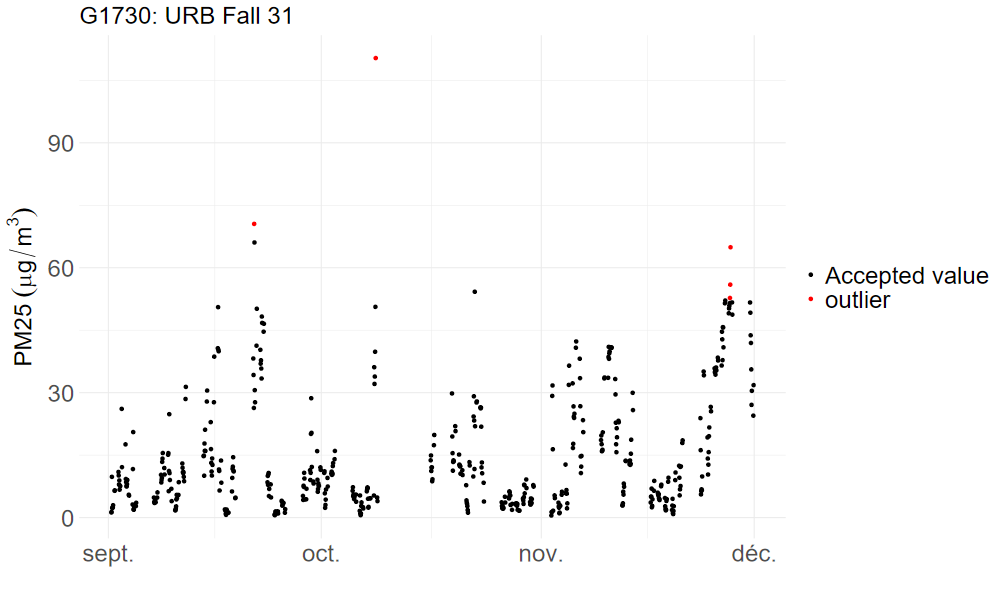 G1730: URB Fall 31
PM25 (μg/m³)
90
60
30
0
sept. oct. nov. déc.
Accepted value
outlier